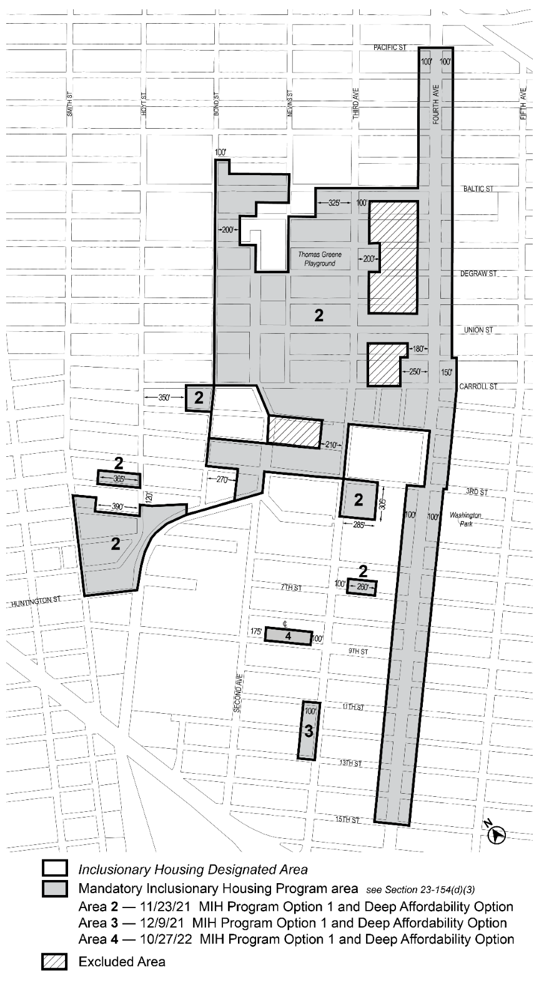 PACIFIC ST
100' 100'
SMITH ST
HOYT ST
BOND ST
NEVINS ST
THIRD AVE
FOURTH AVE
FIFTH AVE
100'
BALTIC ST
325' 100'
200'
Thomas Greene
Playground
200'
DEGRAW ST
2
UNION ST
180'
250' 150'
CARROLL ST
350' 2
210'
2
365'
270'
3RD ST
390' 120'
2
305'
285'
100' 100'
Washington
Park
2
2
100' 260'
7TH ST
HUNTINGTON ST
℄
175' 4 100'
9TH ST
SECOND AVE
100'
11TH ST
3
13TH ST
15TH ST
N
Inclusionary Housing Designated Area
Mandatory Inclusionary Housing Program area see Section 23-154(d)(3)
Area 2 — 11/23/21 MIH Program Option 1 and Deep Affordability Option
Area 3 — 12/9/21 MIH Program Option 1 and Deep Affordability Option
Area 4 — 10/27/22 MIH Program Option 1 and Deep Affordability Option
Excluded Area